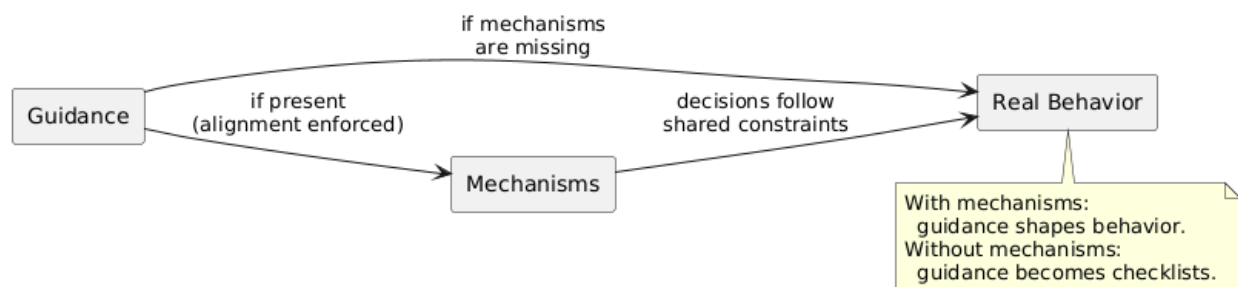 if mechanisms
are missing
Guidance
if present
(alignment enforced)
decisions follow
shared constraints
Real Behavior
Mechanisms
With mechanisms:
guidance shapes behavior.
Without mechanisms:
guidance becomes checklists.